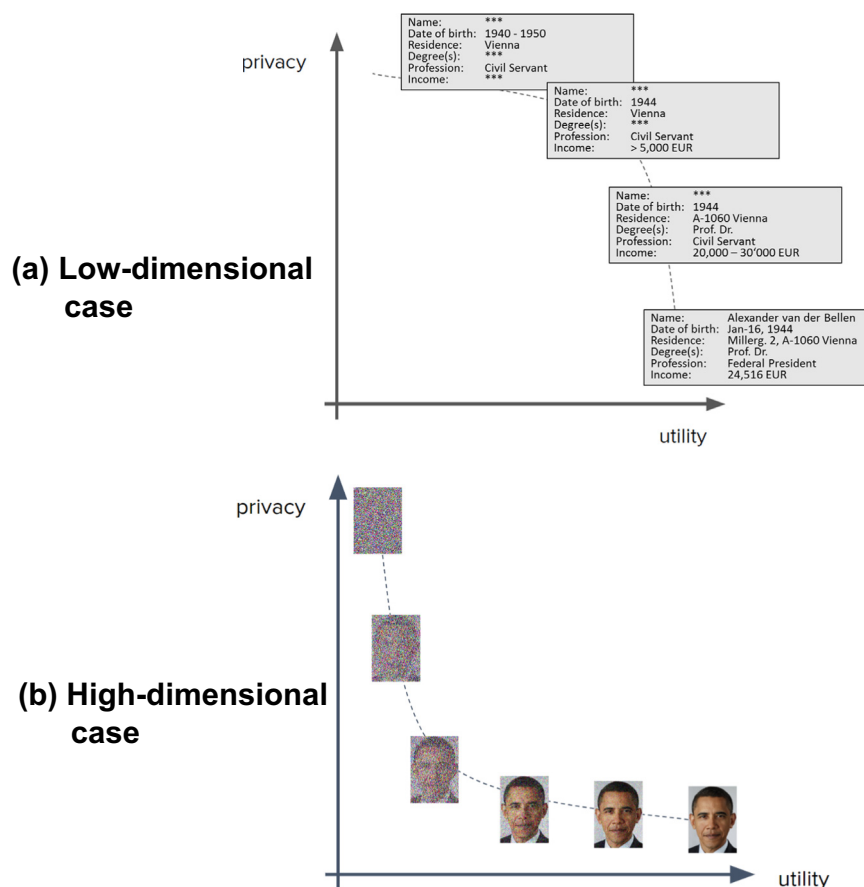 privacy
Name: ***
Date of birth: 1940 - 1950
Residence: Vienna
Degree(s): ***
Profession: Civil Servant
Income: ***
Name: ***
Date of birth: 1944
Residence: Vienna
Degree(s): ***
Profession: Civil Servant
Income: > 5,000 EUR
Name: ***
Date of birth: 1944
Residence: A-1060 Vienna
Degree(s): Prof. Dr.
Profession: Civil Servant
Income: 20,000 – 30'000 EUR
(a) Low-dimensional
case
Name: Alexander van der Bellen
Date of birth: Jan-16, 1944
Residence: Millerg. 2, A-1060 Vienna
Degree(s): Prof. Dr.
Profession: Federal President
Income: 24,516 EUR
utility
privacy
(b) High-dimensional
case
utility